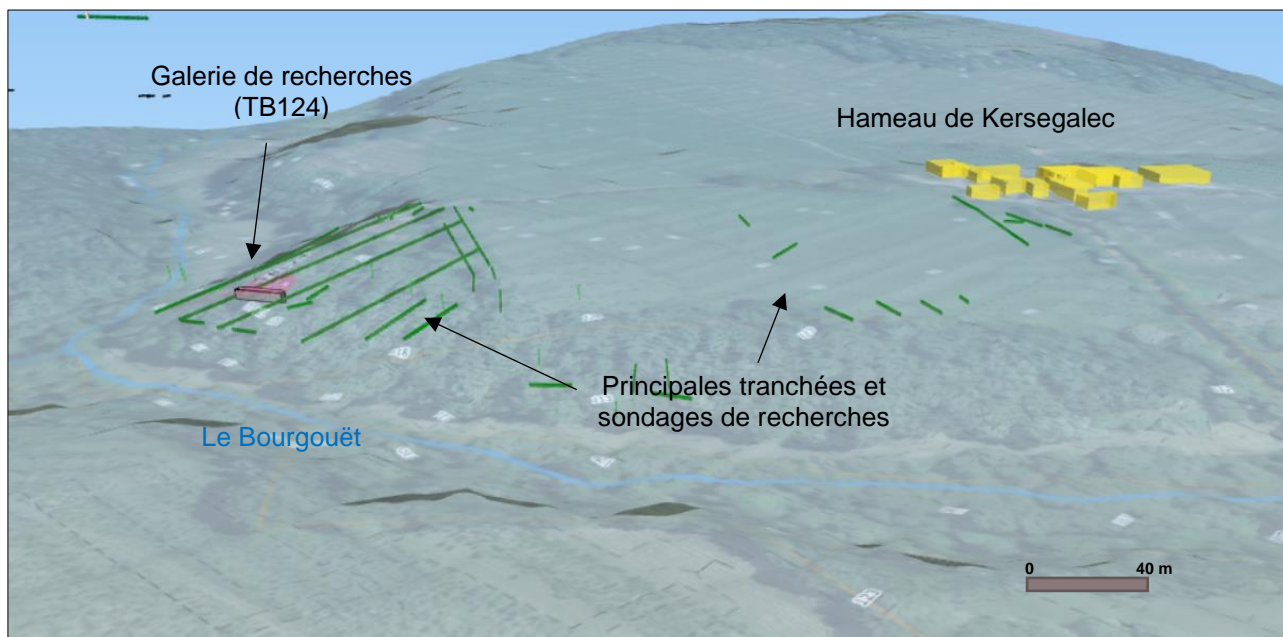 Galerie de recherches
(TB124)
Hameau de Kersegalec
Principales tranchées et
sondages de recherches
Le Bourgouët
0 40 m